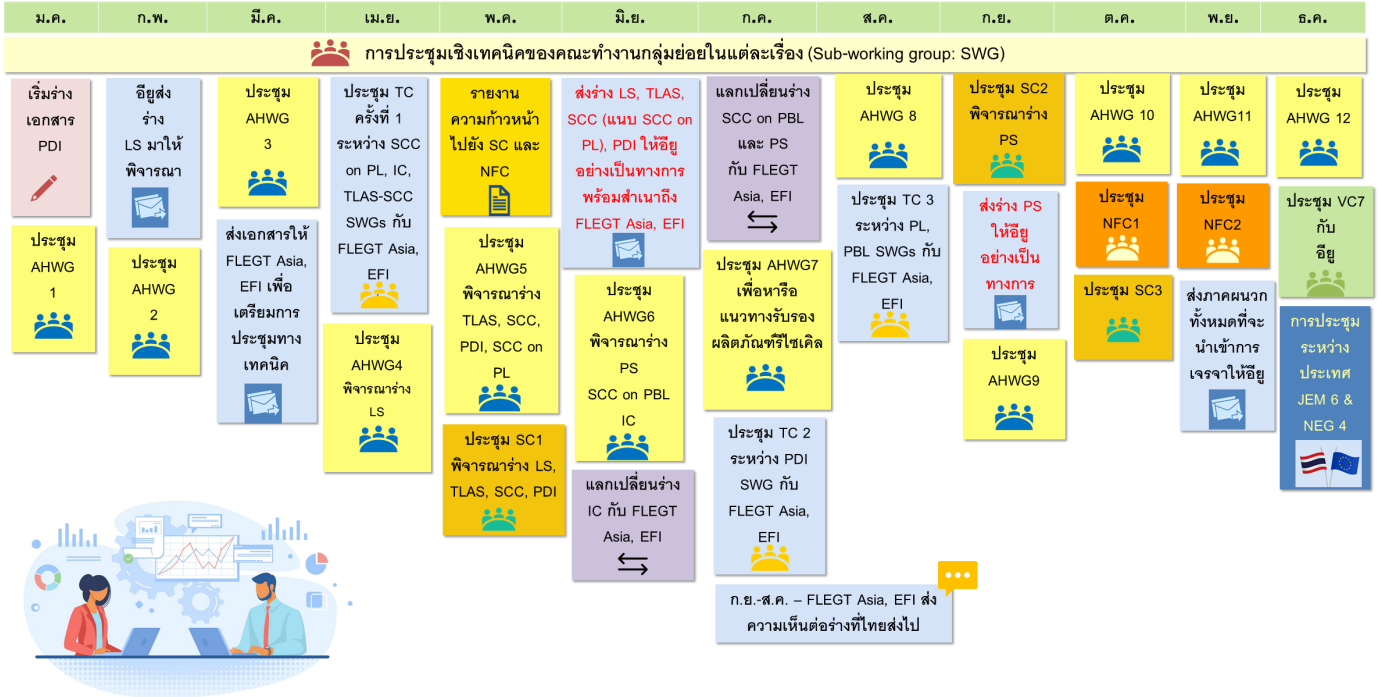 ม.ค. ก.พ. มี.ค. เม.ย. พ.ค. มิ.ย. ก.ค. ส.ค. ก.ย. ต.ค. พ.ย. ธ.ค.
การประชุมเชิงเทคนิคของคณะทำงานกลุ่มย่อยในแต่ละเรื่อง (Sub-working group: SWG)
เริ่มร่าง
เอกสาร
PDI
ประชุม
AHWG
1
อียูส่ง
ร่าง
LS มาให้
พิจารณา
ประชุม
AHWG
2
ประชุม
AHWG
3
ส่งเอกสารให้
FLEGT Asia,
EFI เพื่อ
เตรียมการ
ประชุมทาง
เทคนิค
ประชุม TC
ครั้งที่ 1
ระหว่าง SCC
on PL, IC,
TLAS-SCC
SWGs กับ
FLEGT Asia,
EFI
ประชุม
AHWG4
พิจารณาร่าง
LS
รายงาน
ความก้าวหน้า
ไปยัง SC และ
NFC
ประชุม
AHWG5
พิจารณาร่าง
TLAS, SCC,
PDI, SCC on
PL
ประชุม SC1
พิจารณาร่าง LS,
TLAS, SCC, PDI
ส่งร่าง LS, TLAS,
SCC (แนบ SCC on
PL), PDI ให้อียู
อย่างเป็นทางการ
พร้อมสำเนาถึง
FLEGT Asia, EFI
ประชุม
AHWG6
พิจารณาร่าง
PS
SCC on PBL
IC
แลกเปลี่ยนร่าง
IC กับ FLEGT
Asia, EFI
แลกเปลี่ยนร่าง
SCC on PBL
และ PS
กับ FLEGT
Asia, EFI
ประชุม AHWG7
เพื่อหารือ
แนวทางรับรอง
ผลิตภัณฑ์รีไซเคิล
ประชุม TC 2
ระหว่าง PDI
SWG กับ
FLEGT Asia,
EFI
ก.ย.-ส.ค. – FLEGT Asia, EFI ส่ง
ความเห็นต่อร่างที่ไทยส่งไป
ประชุม
AHWG 8
ประชุม TC 3
ระหว่าง PL,
PBL SWGs กับ
FLEGT Asia,
EFI
ประชุม SC2
พิจารณาร่าง
PS
ส่งร่าง PS
ให้อียู
อย่างเป็น
ทางการ
ประชุม
AHWG9
ประชุม
AHWG 10
ประชุม
NFC1
ประชุม SC3
ประชุม
AHWG11
ประชุม
NFC2
ส่งภาคผนวก
ทั้งหมดที่จะ
นำเข้าการ
เจรจาให้อียู
ประชุม
AHWG 12
ประชุม VC7
กับ
อียู
การประชุม
ระหว่าง
ประเทศ
JEM 6 &
NEG 4